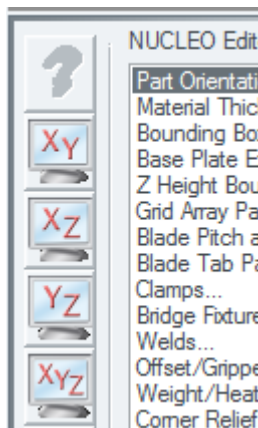 NUCLEO Edit
?
Part Orientati
Material Thic
Bounding Bo
XY
Base Plate E
Z Height Bou
XZ
Grid Array Pa
Blade Pitch a
Blade Tab Pa
YZ
Clamps...
Bridge Fixture
Welds...
XYZ
Offset/Grippe
Weight/Heat
Corner Relief